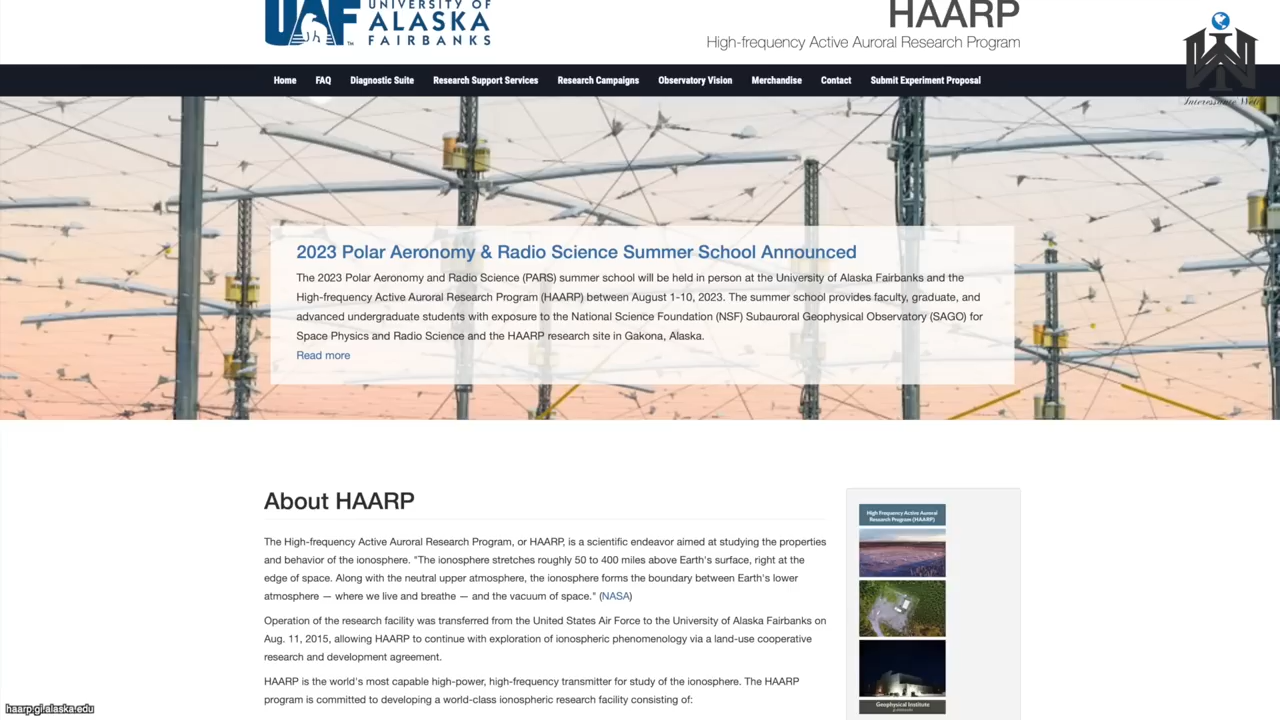 UNIVERSITY OF
ALASKA
FAIRBANKS
UAF
HAARP
High-frequency Active Auroral Research Program
Interessante Welt
Home FAQ Diagnostic Suite Research Support Services Research Campaigns Observatory Vision Merchandise Contact Submit Experiment Proposal
2023 Polar Aeronomy & Radio Science Summer School Announced
The 2023 Polar Aeronomy and Radio Science (PARS) summer school will be held in person at the University of Alaska Fairbanks and the
High-frequency Active Auroral Research Program (HAARP) between August 1-10, 2023. The summer school provides faculty, graduate, and
advanced undergraduate students with exposure to the National Science Foundation (NSF) Subauroral Geophysical Observatory (SAGO) for
Space Physics and Radio Science and the HAARP research site in Gakona, Alaska.
Read more
About HAARP
The High-frequency Active Auroral Research Program, or HAARP, is a scientific endeavor aimed at studying the properties
and behavior of the ionosphere. "The ionosphere stretches roughly 50 to 400 miles above Earth's surface, right at the
edge of space. Along with the neutral upper atmosphere, the ionosphere forms the boundary between Earth's lower
atmosphere — where we live and breathe — and the vacuum of space." (NASA)
Operation of the research facility was transferred from the United States Air Force to the University of Alaska Fairbanks on
Aug. 11, 2015, allowing HAARP to continue with exploration of ionospheric phenomenology via a land-use cooperative
research and development agreement.
HAARP is the world's most capable high-power, high-frequency transmitter for study of the ionosphere. The HAARP
program is committed to developing a world-class ionospheric research facility consisting of:
High Frequency Active Auroral
Research Program (HAARP)
Geophysical Institute
haarp.gi.alaska.edu